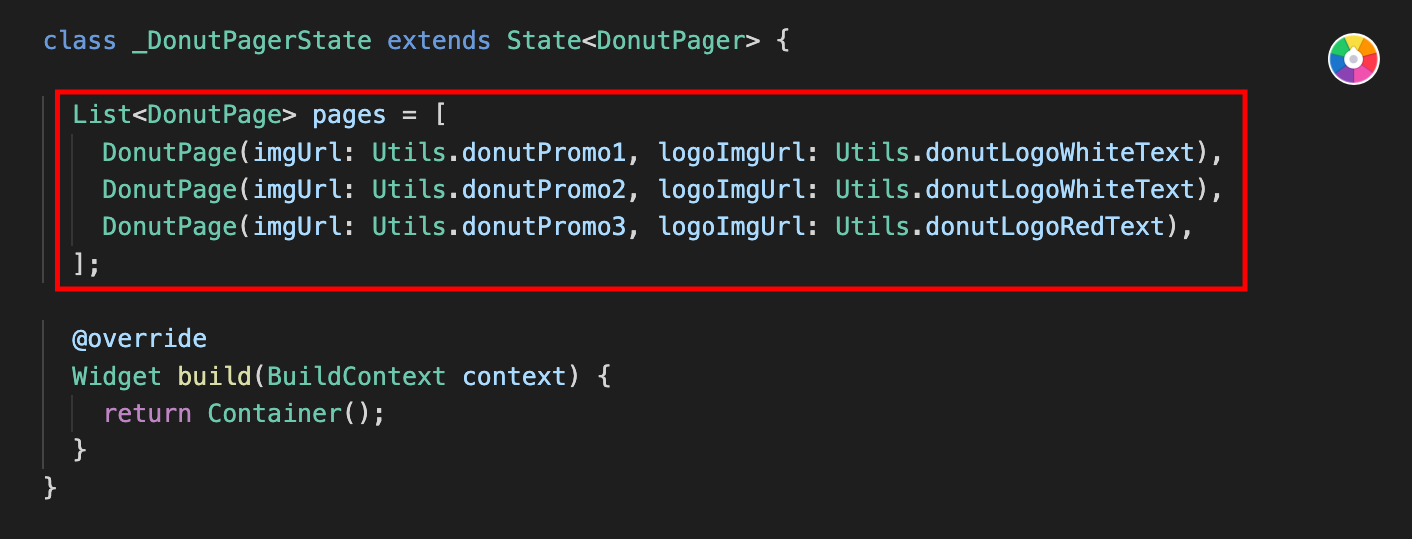 class _DonutPagerState extends State<DonutPager> {
List<DonutPage> pages = [
DonutPage(imgUrl: Utils.donutPromo1, logoImgUrl: Utils.donutLogoWhiteText),
DonutPage(imgUrl: Utils.donutPromo2, logoImgUrl: Utils.donutLogoWhiteText),
DonutPage(imgUrl: Utils.donutPromo3, logoImgUrl: Utils.donutLogoRedText),
];
@override
Widget build(BuildContext context) {
return Container();
}
}